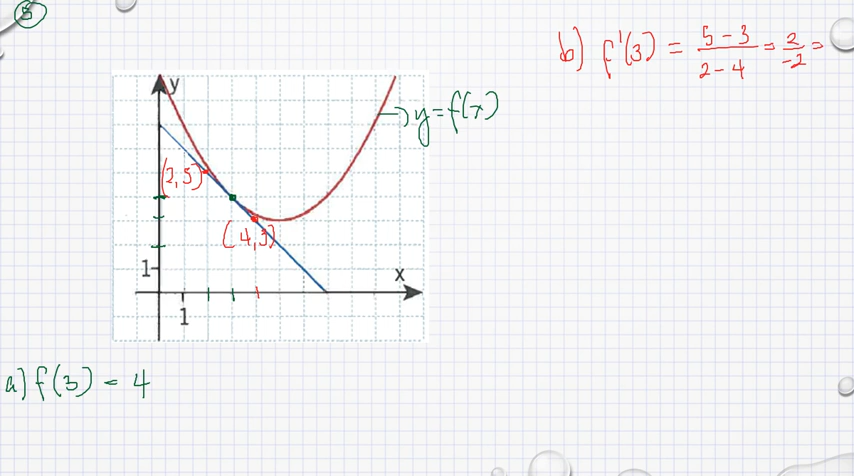 5
b) f'(3) = 5-3/2-4 = 2/-2 =
y
y=f(x)
(2,5)
(4,3)
1
x
1
a) f(3) = 4